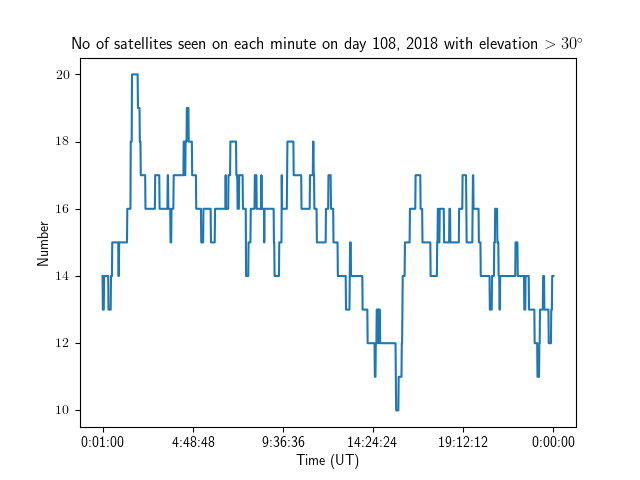 No of satellites seen on each minute on day 108, 2018 with elevation > 30°
20
18
16
14
12
10
Number
0:01:00 4:48:48 9:36:36 14:24:24 19:12:12 0:00:00
Time (UT)